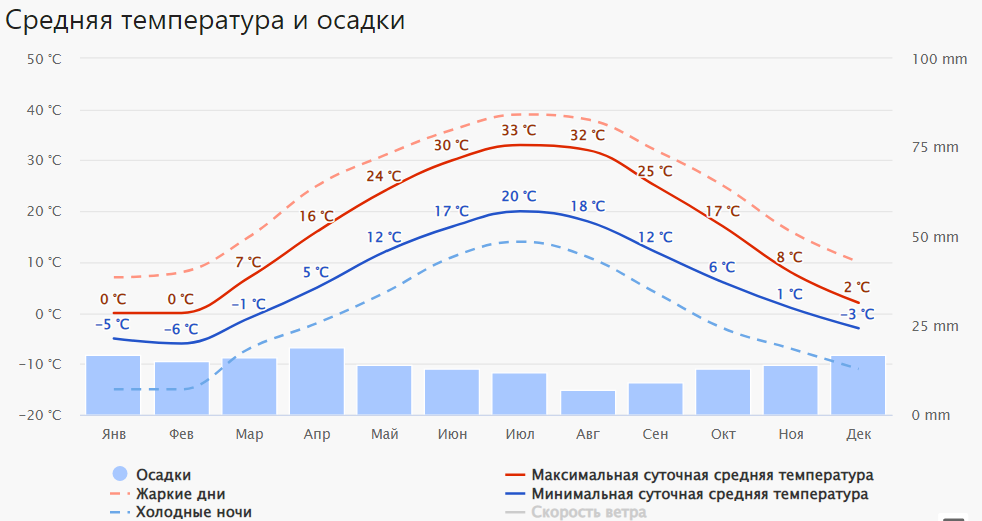 Средняя температура и осадки
50 °C
100 mm
40 °C
39 °C
33 °C
32 °C
30 °C
30 °C
75 mm
25 °C
24 °C
20 °C
20 °C
18 °C
17 °C
17 °C
16 °C
12 °C
12 °C
50 mm
10 °C
8 °C
7 °C
6 °C
5 °C
2 °C
1 °C
0 °C
0 °C
0 °C
-1 °C
-3 °C
-5 °C
-6 °C
25 mm
-10 °C
-20 °C
0 mm
Янв Фев Мар Апр Май Июн Июл Авг Сен Окт Ноя Дек
Осадки
Жаркие дни
Холодные ночи
Максимальная суточная средняя температура
Минимальная суточная средняя температура
Скорость ветра